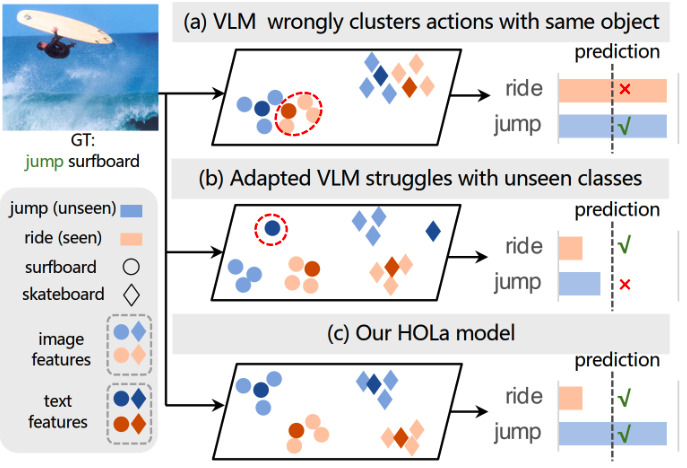 (a) VLM wrongly clusters actions with same object
prediction
ride
×
jump
√
GT:
jump surfboard
(b) Adapted VLM struggles with unseen classes
prediction
ride
√
jump
×
jump (unseen)
ride (seen)
surfboard
skateboard
image
features
text
features
(c) Our HOLa model
prediction
ride
√
jump
√